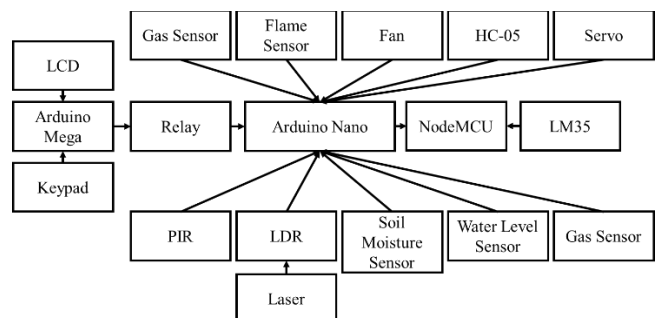 Gas Sensor
Flame
Sensor
Fan
HC-05
Servo
LCD
Arduino
Mega
Relay
Arduino Nano
NodeMCU
LM35
Keypad
PIR
LDR
Soil
Moisture
Sensor
Water Level
Sensor
Gas Sensor
Laser